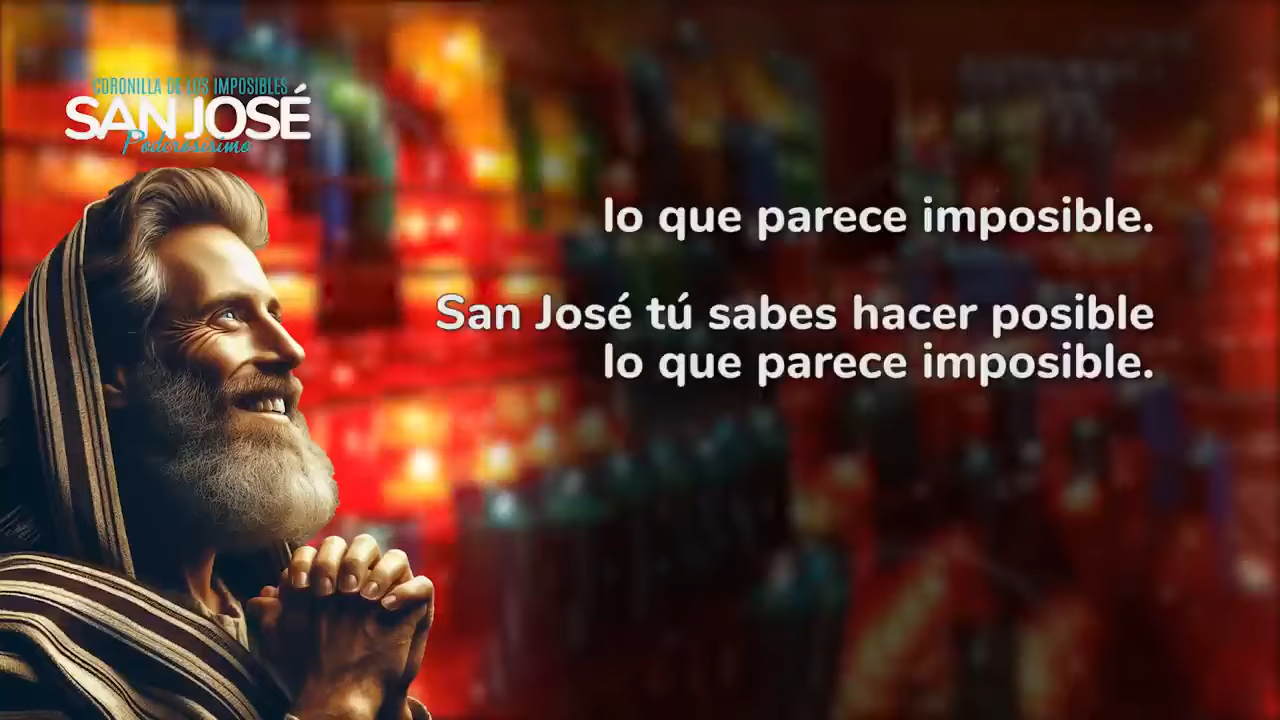 CORONILLA DE LOS IMPOSIBLES
SAN JOSÉ
Poderosísimo
lo que parece imposible.
San José tú sabes hacer posible
lo que parece imposible.